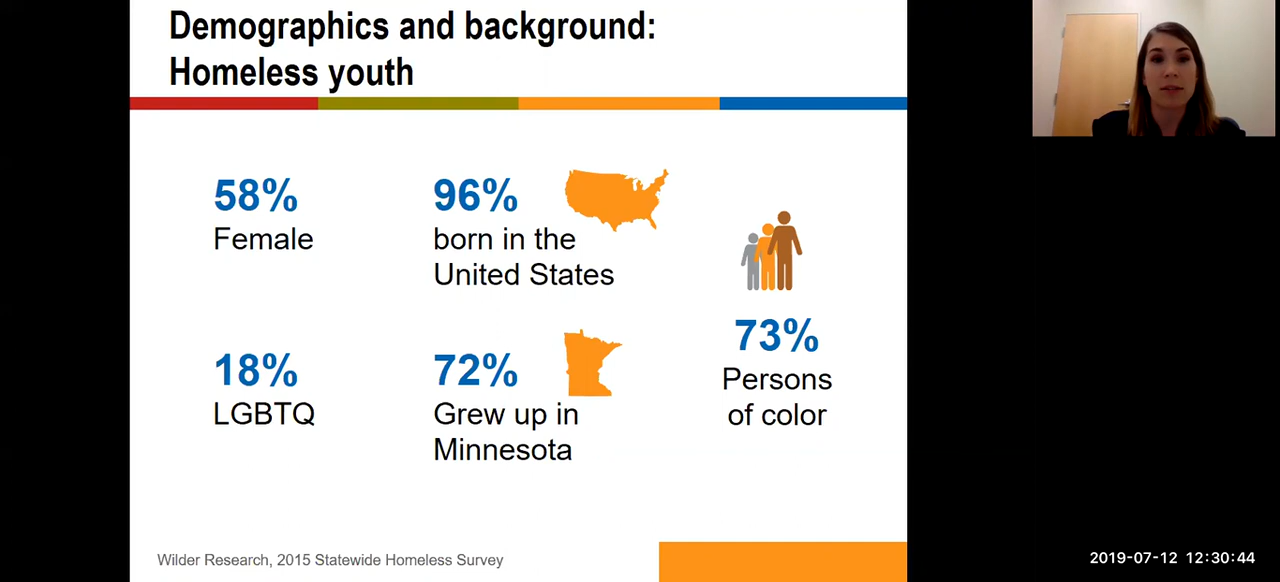 Demographics and background:
Homeless youth
58%
Female
96%
born in the
United States
18%
LGBTQ
72%
Grew up in
Minnesota
73%
Persons
of color
Wilder Research, 2015 Statewide Homeless Survey
2019-07-12 12:30:44